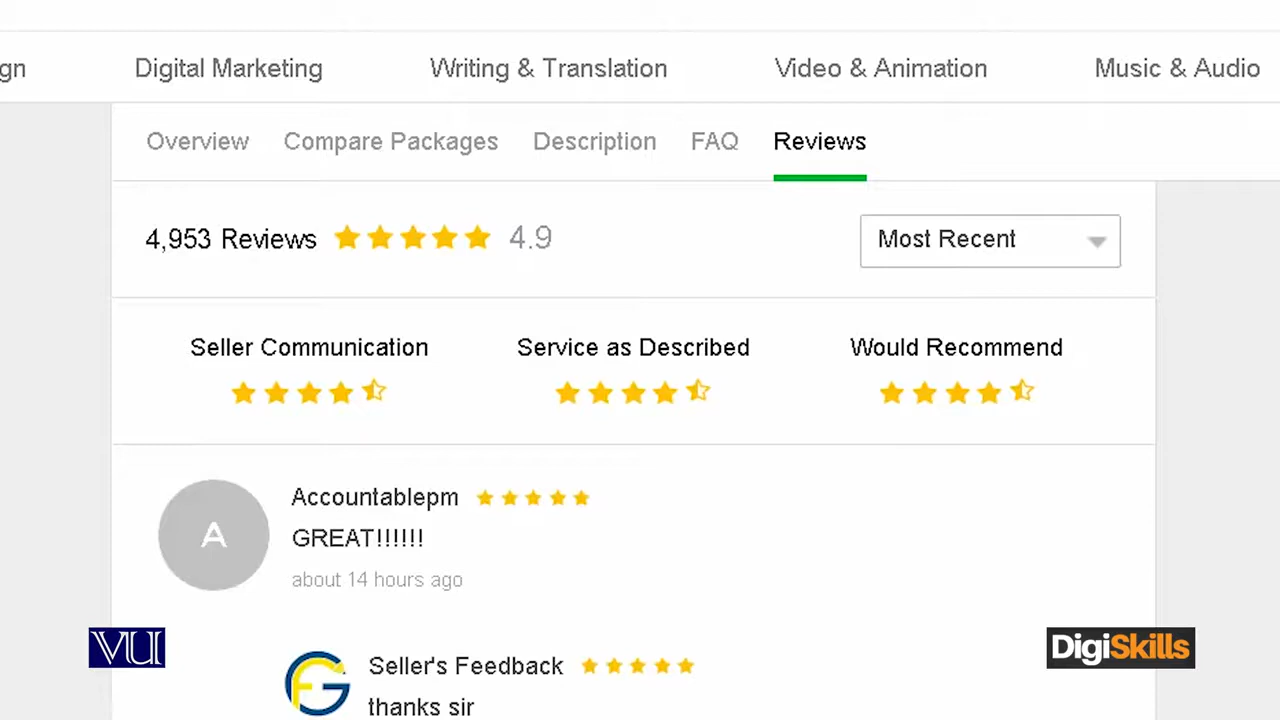 gn Digital Marketing Writing & Translation Video & Animation Music & Audio
Overview Compare Packages Description FAQ Reviews
4,953 Reviews 4.9 Most Recent
Seller Communication Service as Described Would Recommend
A
Accountablepm
GREAT!!!!!!
about 14 hours ago
VU
DigiSkills
FG
Seller's Feedback
thanks sir